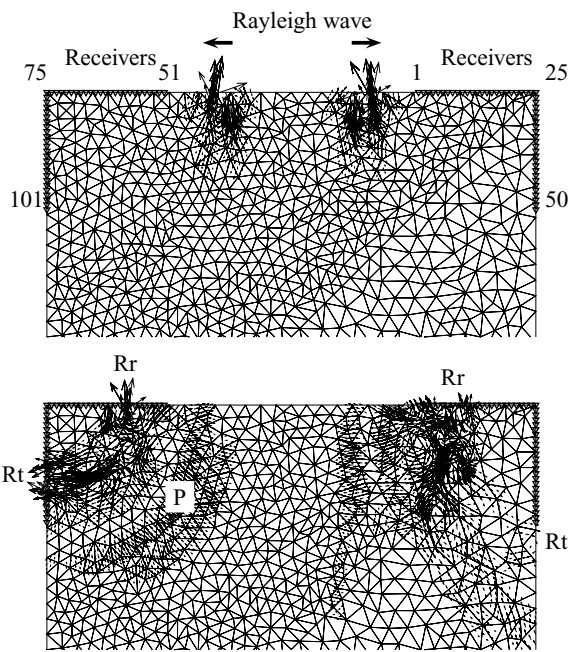 Rayleigh wave
Receivers Receivers
75 51 1 25
101 50
Rr Rr
Rt
P
Rt